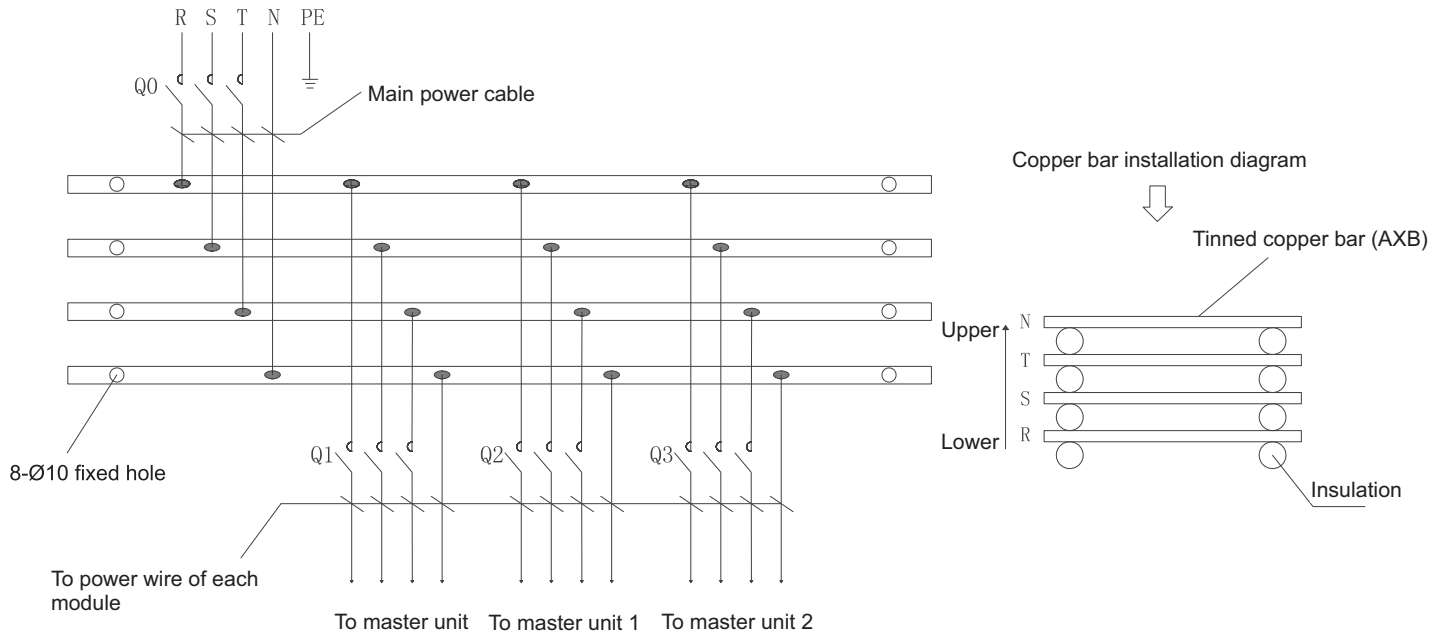 R S T N PE
Q0
Main power cable
Copper bar installation diagram
Tinned copper bar (AXB)
Upper N
T
S
Lower R
Insulation
8-Ø10 fixed hole
Q1 Q2 Q3
To power wire of each
module
To master unit To master unit 1 To master unit 2